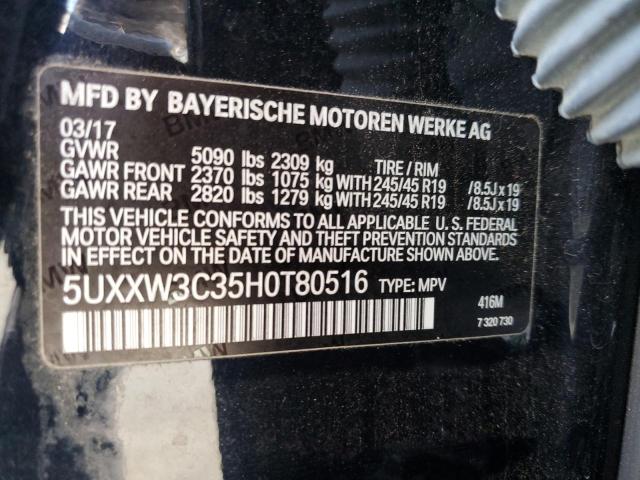 MFD BY BAYERISCHE MOTOREN WERKE AG
03/17
GVWR 5090 lbs 2309 kg TIRE / RIM
GAWR FRONT 2370 lbs 1075 kg WITH 245/45 R19 /8.5J x 19
GAWR REAR 2820 lbs 1279 kg WITH 245/45 R19 /8.5J x 19
THIS VEHICLE CONFORMS TO ALL APPLICABLE U. S. FEDERAL
MOTOR VEHICLE SAFETY AND THEFT PREVENTION STANDARDS
IN EFFECT ON THE DATE OF MANUFACTURE SHOWN ABOVE.
5UXXW3C35H0T80516 TYPE: MPV
416M
7 320 730